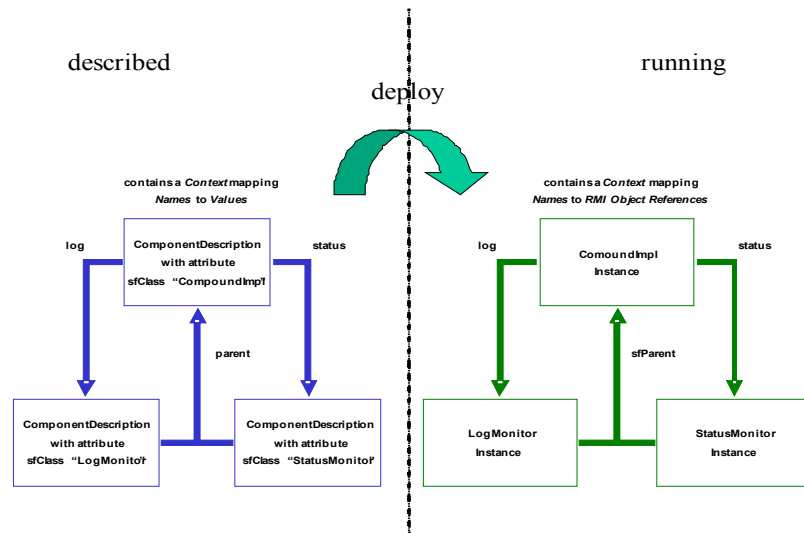 described
running
deploy
contains a Context mapping
Names to Values
log
status
ComponentDescription
with attribute
sfClass “CompoundImpl”
parent
ComponentDescription
with attribute
sfClass “LogMonitor”
ComponentDescription
with attribute
sfClass “StatusMonitor”
contains a Context mapping
Names to RMI Object References
log
status
ComoundImpl
Instance
sfParent
LogMonitor
Instance
StatusMonitor
Instance